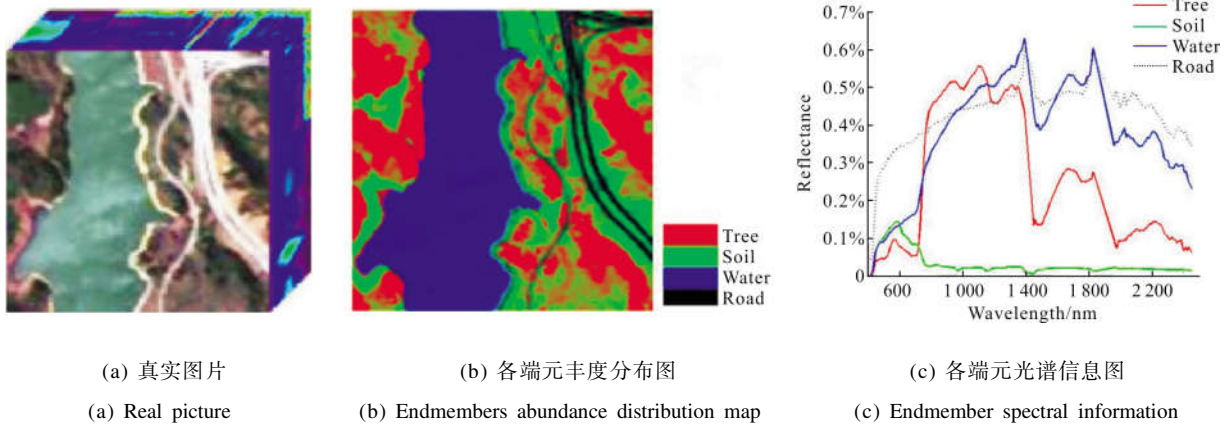 Tree
Soil
Water
Road
Tree
Soil
Water
Road
0.7%
0.6%
0.5%
0.4%
0.3%
0.2%
0.1%
0
Reflectance
600
1 000
1 400
1 800
2 200
Wavelength/nm
(a) 真实图片
(b) 各端元丰度分布图
(c) 各端元光谱信息图
(a) Real picture
(b) Endmembers abundance distribution map
(c) Endmember spectral information